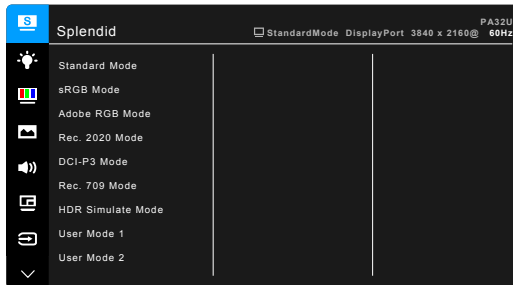 S
PA32U
Splendid
StandardMode DisplayPort 3840 x 2160@ 60Hz
Standard Mode
sRGB Mode
Adobe RGB Mode
Rec. 2020 Mode
DCI-P3 Mode
Rec. 709 Mode
HDR Simulate Mode
User Mode 1
User Mode 2